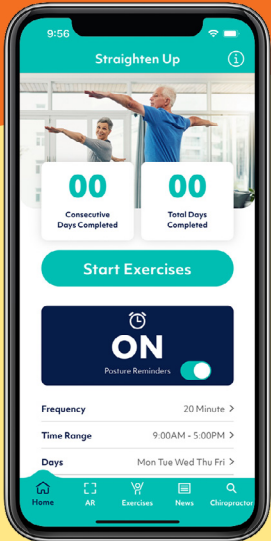 9:56
Straighten Up
00
Consecutive
Days Completed
00
Total Days
Completed
Start Exercises
ON
Posture Reminders
Frequency 20 Minute >
Time Range 9:00AM - 5:00PM >
Days Mon Tue Wed Thu Fri >
Home AR Exercises News Chiropractor